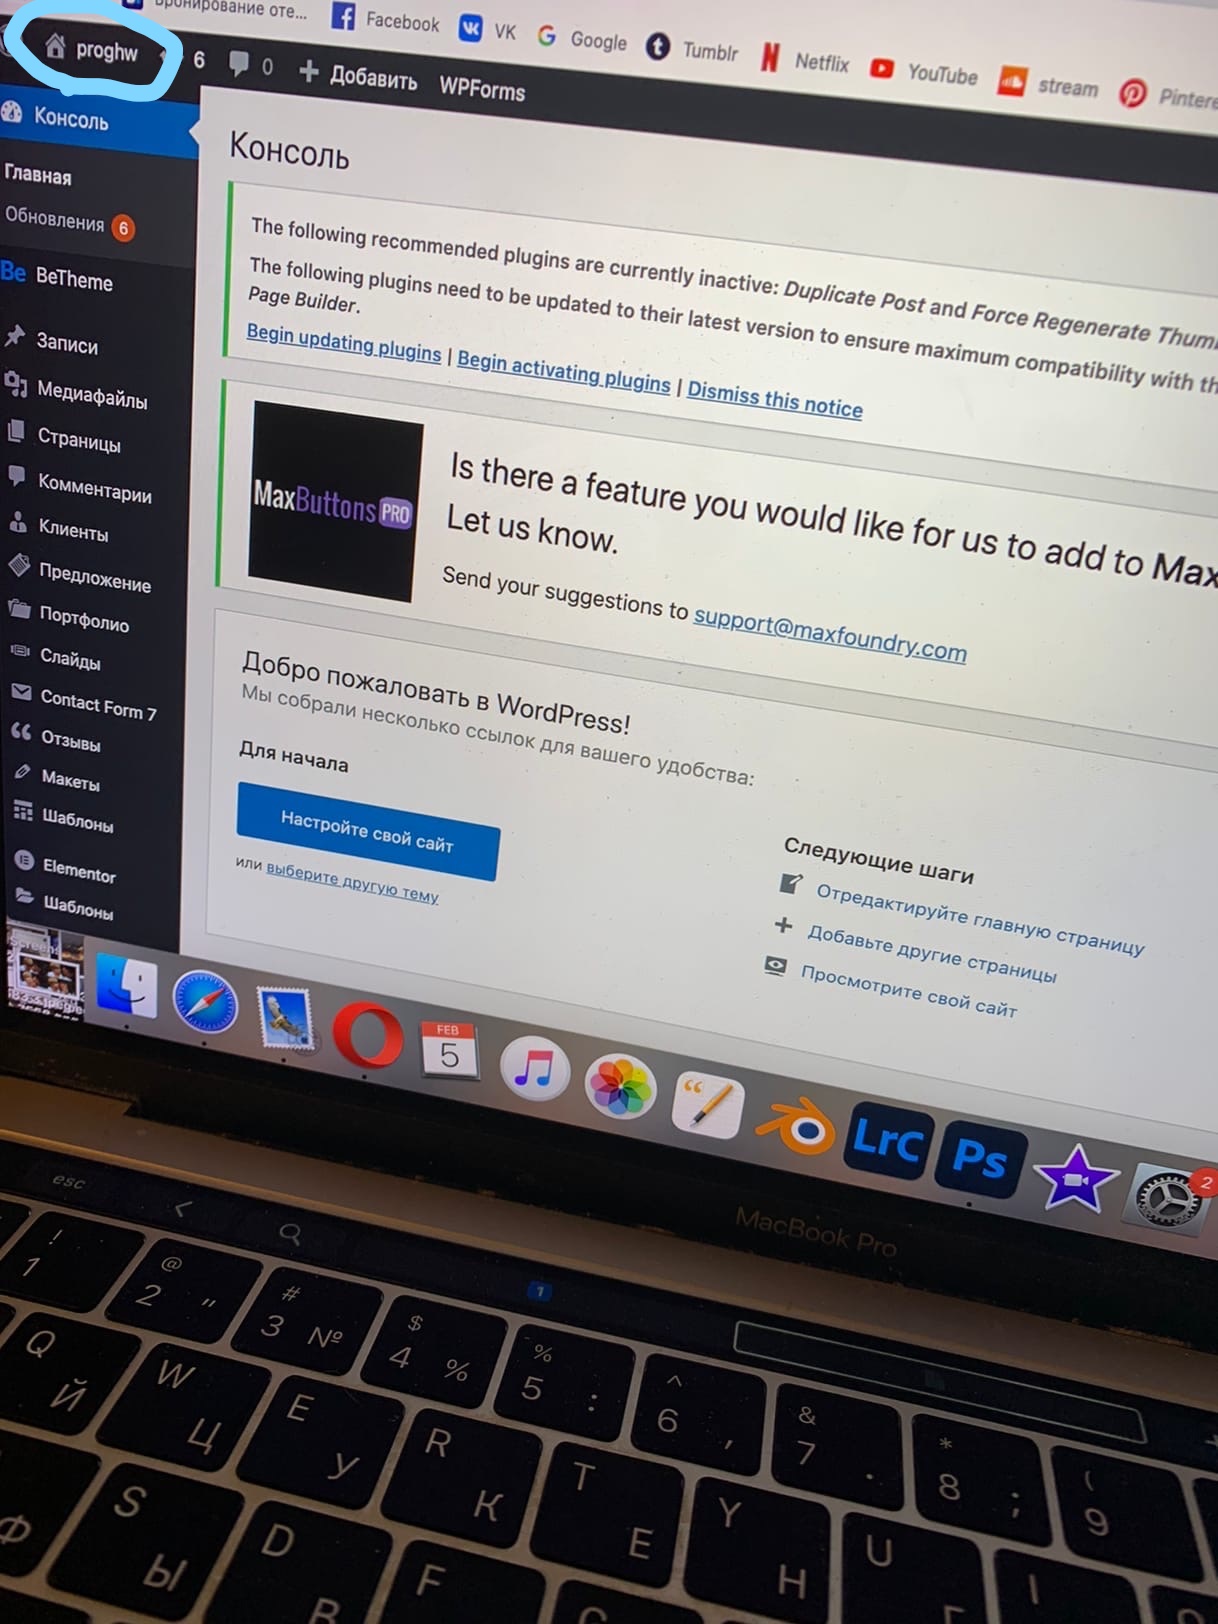 Facebook
VK
Google
Tumblr
Netflix
YouTube
stream
proghw
6
0
Добавить
WPForms
Консоль
Главная
Обновления 6
Be BeTheme
Записи
Медиафайлы
Страницы
Комментарии
Клиенты
Предложение
Портфолио
Слайды
Contact Form 7
Отзывы
Макеты
Шаблоны
Elementor
Шаблоны
Консоль
The following recommended plugins are currently inactive: Duplicate Post and Force Regenerate
The following plugins need to be updated to their latest version to ensure maximum compatibility with
Page Builder.
Begin updating plugins | Begin activating plugins | Dismiss this notice
MaxButtons PRO
Is there a feature you would like for us to add to Max
Let us know.
Send your suggestions to support@maxfoundry.com
Добро пожаловать в WordPress!
Мы собрали несколько ссылок для вашего удобства:
Для начала
Настройте свой сайт
или выберите другую тему
Следующие шаги
Отредактируйте главную страницу
Добавьте другие страницы
Просмотрите свой сайт
FEB
5
LrC
Ps
2
MacBook Pro
esc
1
! 1
@ 2 "
# 3 №
$ 4 %
% 5 :
^ 6 ,
& 7 .
* 8 ;
( 9
Q Й
W Ц
E У
R К
T Е
Y Н
U
I
Ф
S Ы
D В
F